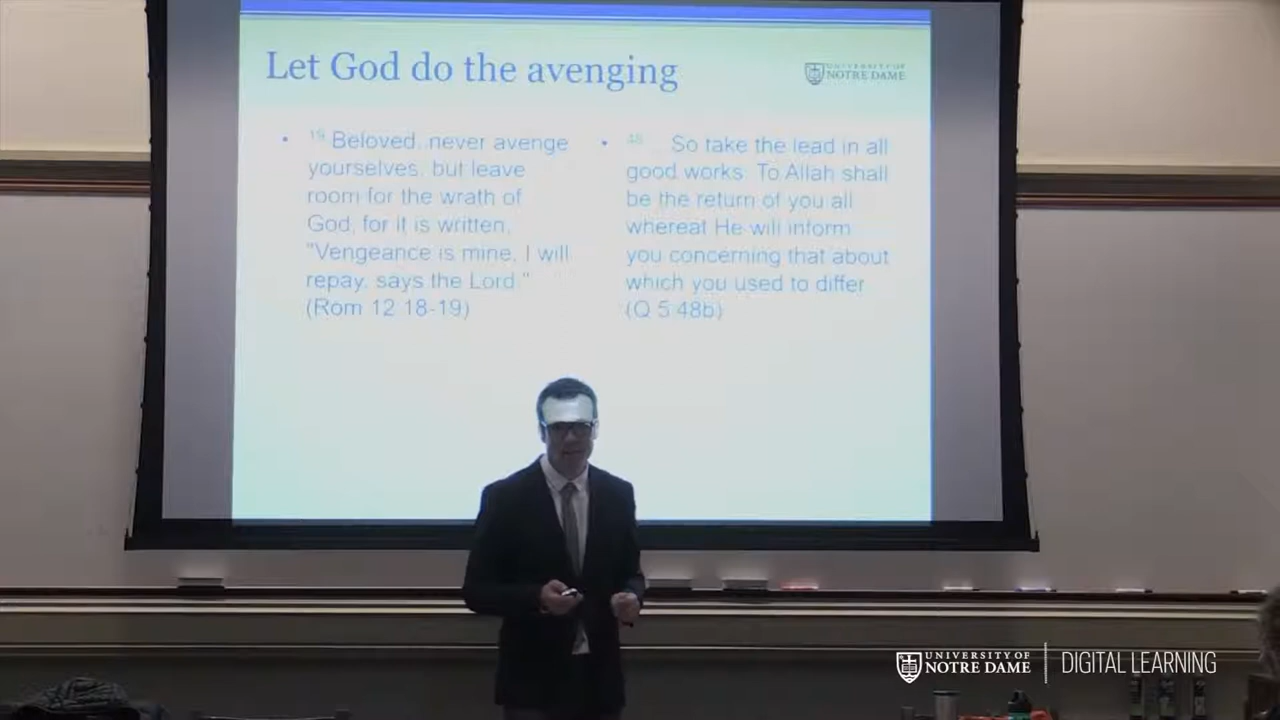 Let God do the avenging
UNIVERSITY OF
NOTRE DAME
• 19 Beloved, never avenge
yourselves, but leave
room for the wrath of
God, for it is written,
"Vengeance is mine, I will
repay, says the Lord."
(Rom 12 18-19)
• 48 So take the lead in all
good works. To Allah shall
be the return of you all
whereat He will inform
you concerning that about
which you used to differ
(Q 5 48b)
UNIVERSITY OF
NOTRE DAME
DIGITAL LEARNING